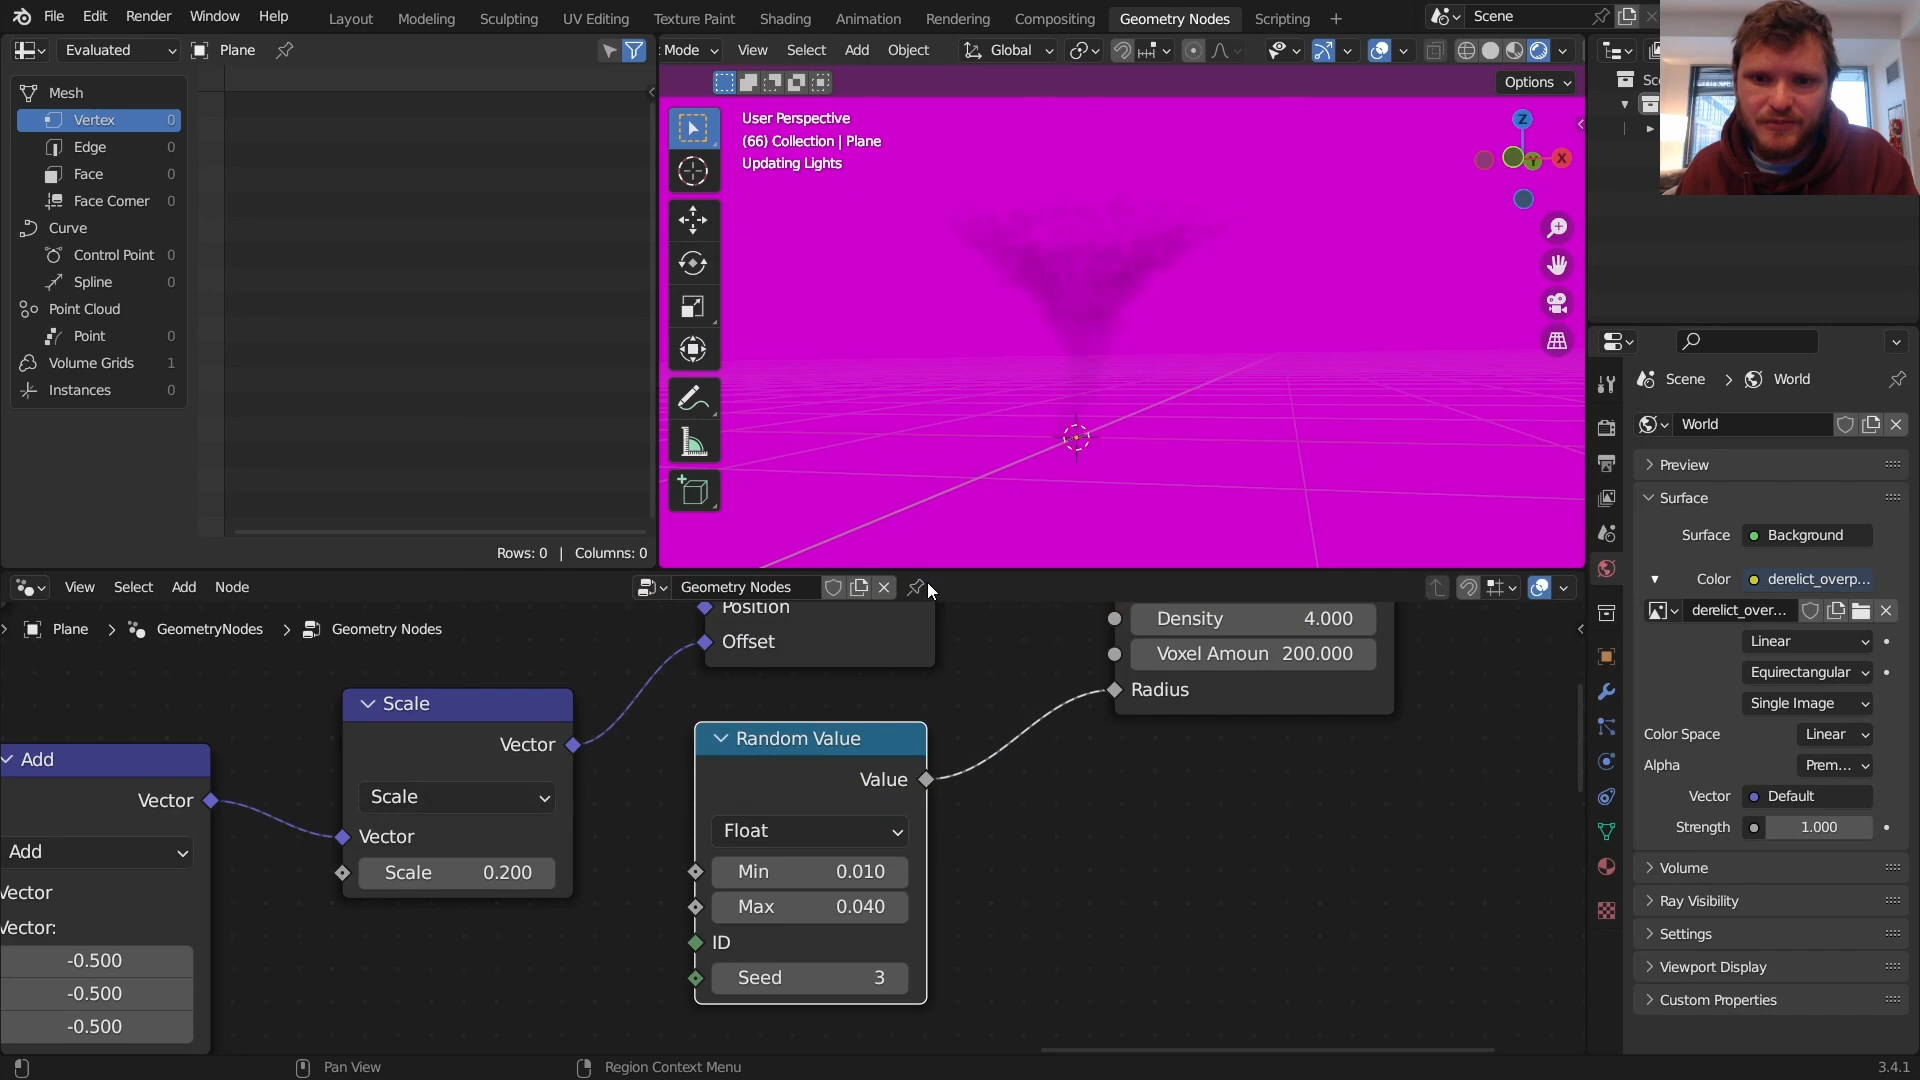 File Edit Render Window Help Layout Modeling Sculpting UV Editing Texture Paint Shading Animation Rendering Compositing Geometry Nodes Scripting Scene
Evaluated Plane
Mode View Select Add Object Global
Options
Mesh
Vertex 0
Edge 0
Face 0
Face Corner 0
Curve
Control Point 0
Spline 0
Point Cloud
Point 0
Volume Grids 1
Instances 0
Rows: 0 | Columns: 0
User Perspective
(66) Collection | Plane
Updating Lights
Z
Y
X
Sc
Scene World
World
Preview
Surface
Surface Background
Color derelict_overp...
derelict_over...
Linear
Equirectangular
Single Image
Color Space Linear
Alpha Prem...
Vector Default
Strength 1.000
Volume
Ray Visibility
Settings
Viewport Display
Custom Properties
View Select Add Node Geometry Nodes
Plane GeometryNodes Geometry Nodes
Position
Offset
Density 4.000
Voxel Amoun 200.000
Radius
Scale
Vector
Scale
Vector
Scale 0.200
Add
Vector
Add
Vector
Vector:
-0.500
-0.500
-0.500
Random Value
Value
Float
Min 0.010
Max 0.040
ID
Seed 3
Pan View Region Context Menu 3.4.1